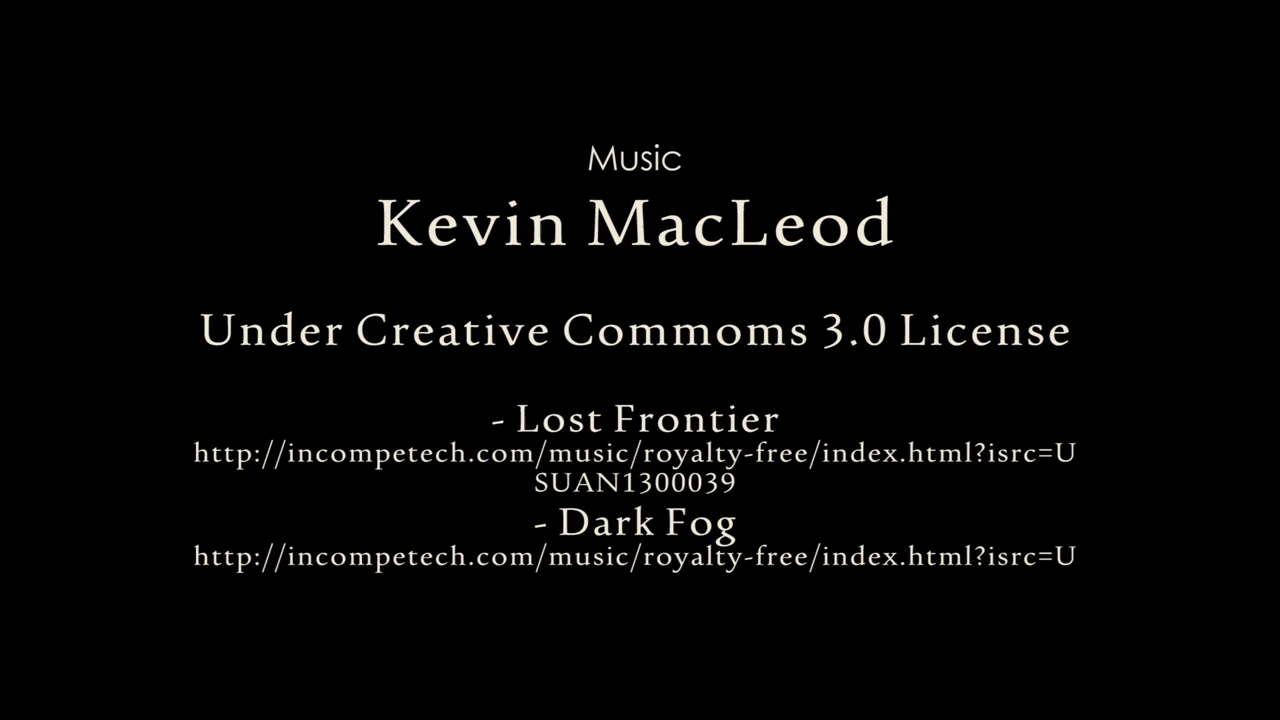 Music
Kevin MacLeod
Under Creative Commoms 3.0 License
- Lost Frontier
http://incompetech.com/music/royalty-free/index.html?isrc=U
SUAN1300039
- Dark Fog
http://incompetech.com/music/royalty-free/index.html?isrc=U